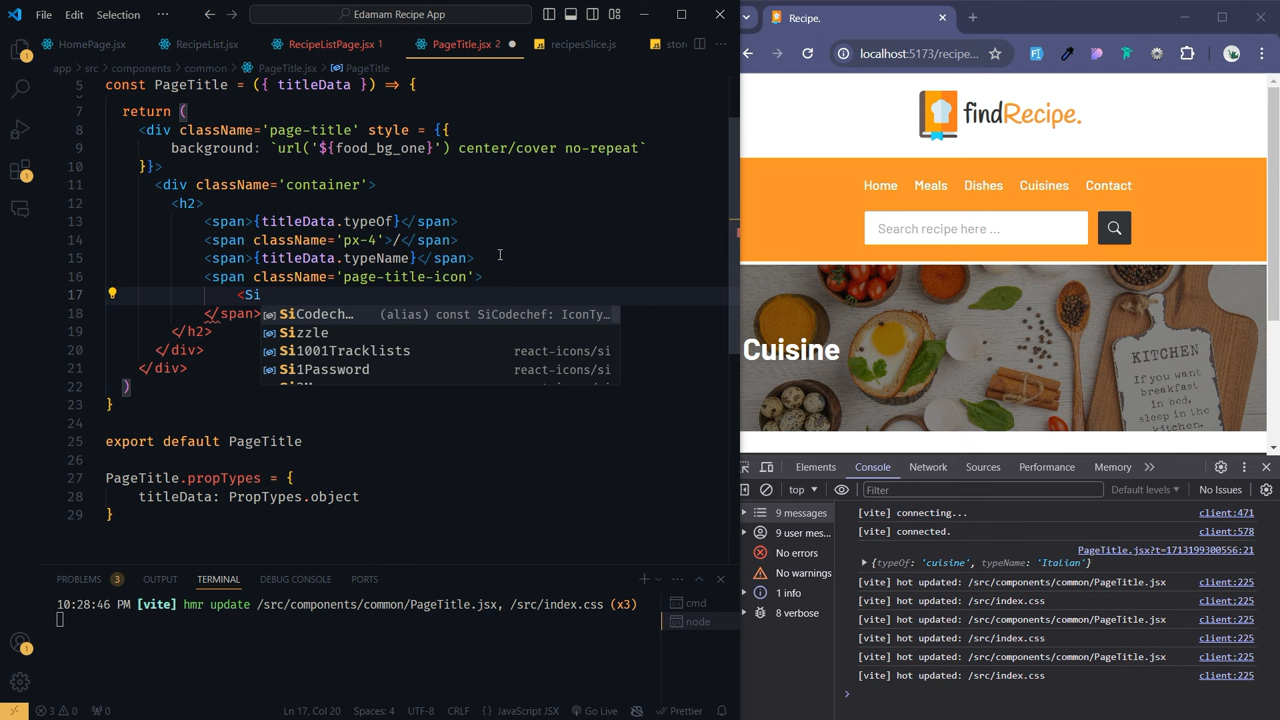 File Edit Selection ··· Edamam Recipe App
HomePage.jsx RecipeList.jsx RecipeListPage.jsx 1 PageTitle.jsx 2 recipesSlice.js stor
app > src > components > common > PageTitle.jsx > PageTitle
5 const PageTitle = ({ titleData }) => {
7 return (
8 <div className='page-title' style = {{
9 background: `url('${food_bg_one}') center/cover no-repeat`
10 }}>
11 <div className='container'>
12 <h2>
13 <span>{titleData.typeOf}</span>
14 <span className='px-4'>/</span>
15 <span>{titleData.typeName}</span>
16 <span className='page-title-icon'>
17 <Si
18 </span>
19 </h2>
20 </div>
21 </div>
22 )
23 }
24
25 export default PageTitle
26
27 PageTitle.propTypes = {
28 titleData: PropTypes.object
29 }
SiCodech… (alias) const SiCodechef: IconTy…
Sizzle
Si1001Tracklists react-icons/si
Si1Password react-icons/si
PROBLEMS 3 OUTPUT TERMINAL DEBUG CONSOLE PORTS
10:28:46 PM [vite] hmr update /src/components/common/PageTitle.jsx, /src/index.css (x3)
cmd
node
3 0 0 Ln 17, Col 20 Spaces: 4 UTF-8 CRLF {} JavaScript JSX Go Live Prettier
Recipe.
localhost:5173/recipe...
findRecipe.
Home Meals Dishes Cuisines Contact
Search recipe here ...
Cuisine
KITCHEN
If you want
breakfast
in bed,
sleep in the
kitchen.
Elements Console Network Sources Performance Memory
top Filter Default levels No Issues
9 messages
9 user mes...
No errors
No warnings
1 info
8 verbose
[vite] connecting... client:471
[vite] connected. client:578
PageTitle.jsx?t=1713199300556:21
{typeOf: 'cuisine', typeName: 'Italian'}
[vite] hot updated: /src/components/common/PageTitle.jsx client:225
[vite] hot updated: /src/index.css client:225
[vite] hot updated: /src/components/common/PageTitle.jsx client:225
[vite] hot updated: /src/index.css client:225
[vite] hot updated: /src/components/common/PageTitle.jsx client:225
[vite] hot updated: /src/index.css client:225